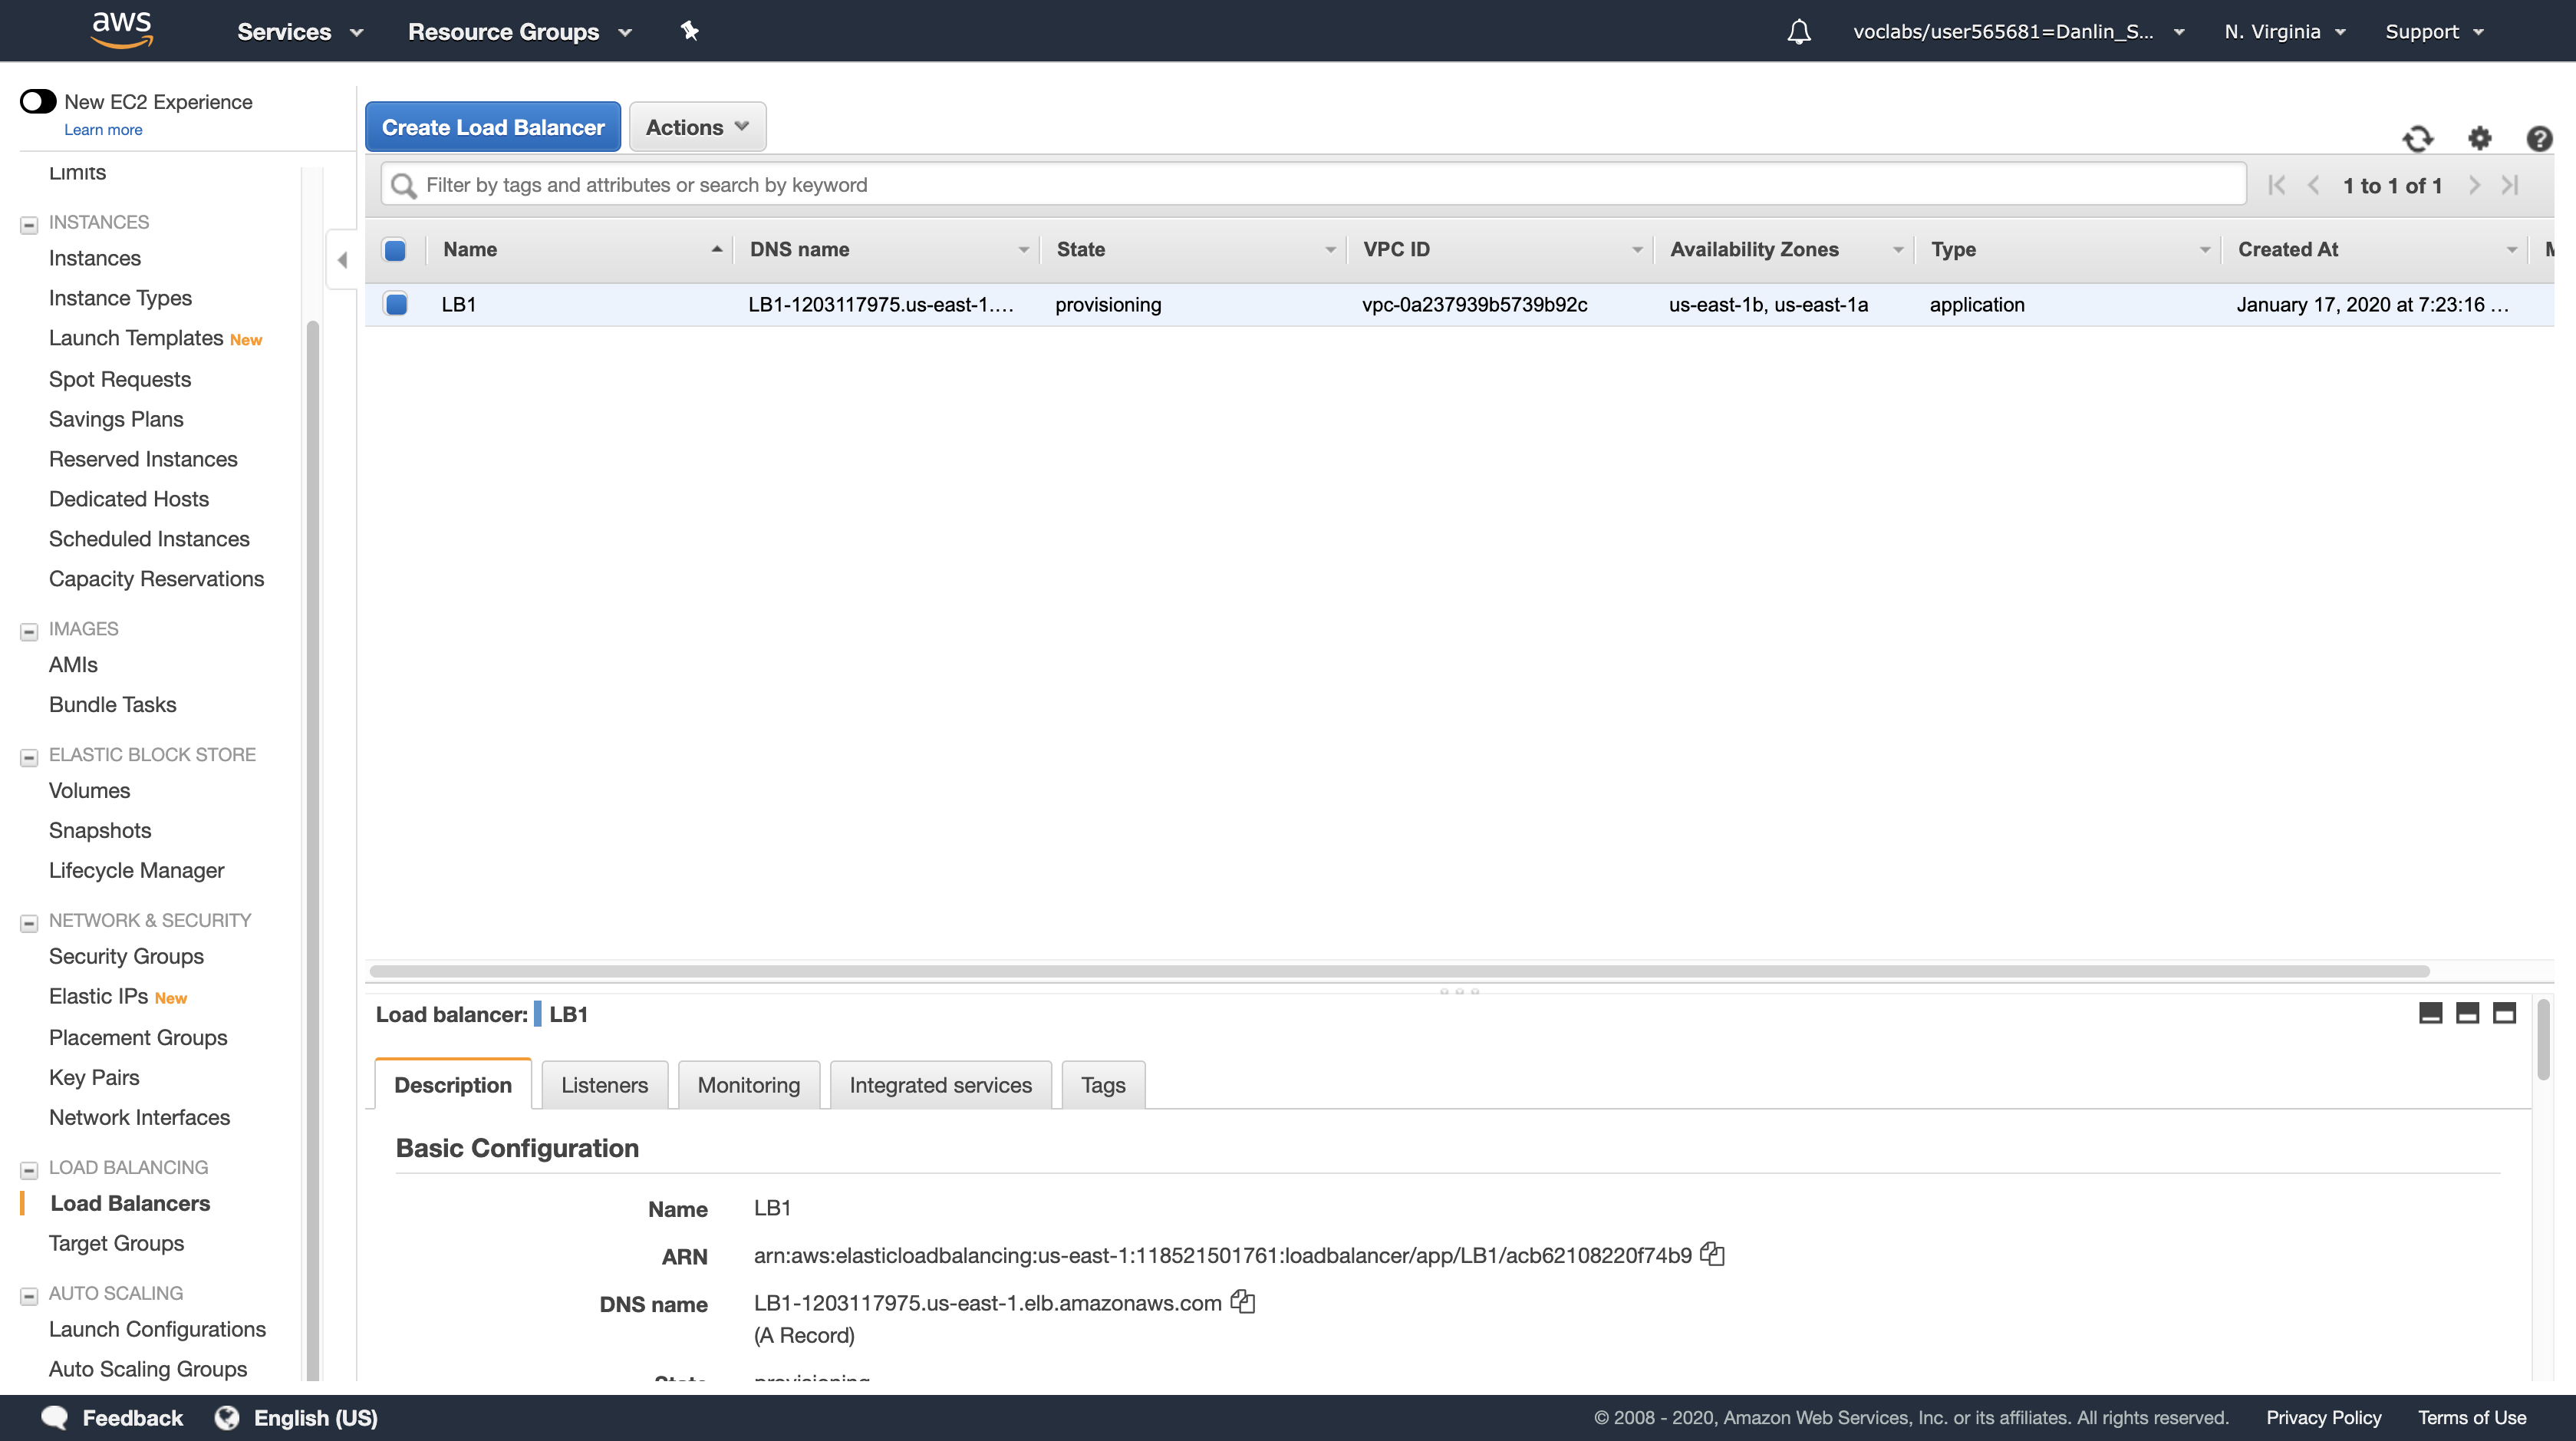 aws Services Resource Groups voclabs/user565681=Danlin_S... N. Virginia Support
New EC2 Experience
Learn more
Limits
INSTANCES
Instances
Instance Types
Launch Templates New
Spot Requests
Savings Plans
Reserved Instances
Dedicated Hosts
Scheduled Instances
Capacity Reservations
IMAGES
AMIs
Bundle Tasks
ELASTIC BLOCK STORE
Volumes
Snapshots
Lifecycle Manager
NETWORK & SECURITY
Security Groups
Elastic IPs New
Placement Groups
Key Pairs
Network Interfaces
LOAD BALANCING
Load Balancers
Target Groups
AUTO SCALING
Launch Configurations
Auto Scaling Groups
Create Load Balancer Actions
Filter by tags and attributes or search by keyword 1 to 1 of 1
Name DNS name State VPC ID Availability Zones Type Created At
LB1 LB1-1203117975.us-east-1.... provisioning vpc-0a237939b5739b92c us-east-1b, us-east-1a application January 17, 2020 at 7:23:16 ...
Load balancer: LB1
Description Listeners Monitoring Integrated services Tags
Basic Configuration
Name LB1
ARN arn:aws:elasticloadbalancing:us-east-1:118521501761:loadbalancer/app/LB1/acb62108220f74b9
DNS name LB1-1203117975.us-east-1.elb.amazonaws.com
(A Record)
State provisioning
Feedback English (US) © 2008 - 2020, Amazon Web Services, Inc. or its affiliates. All rights reserved. Privacy Policy Terms of Use